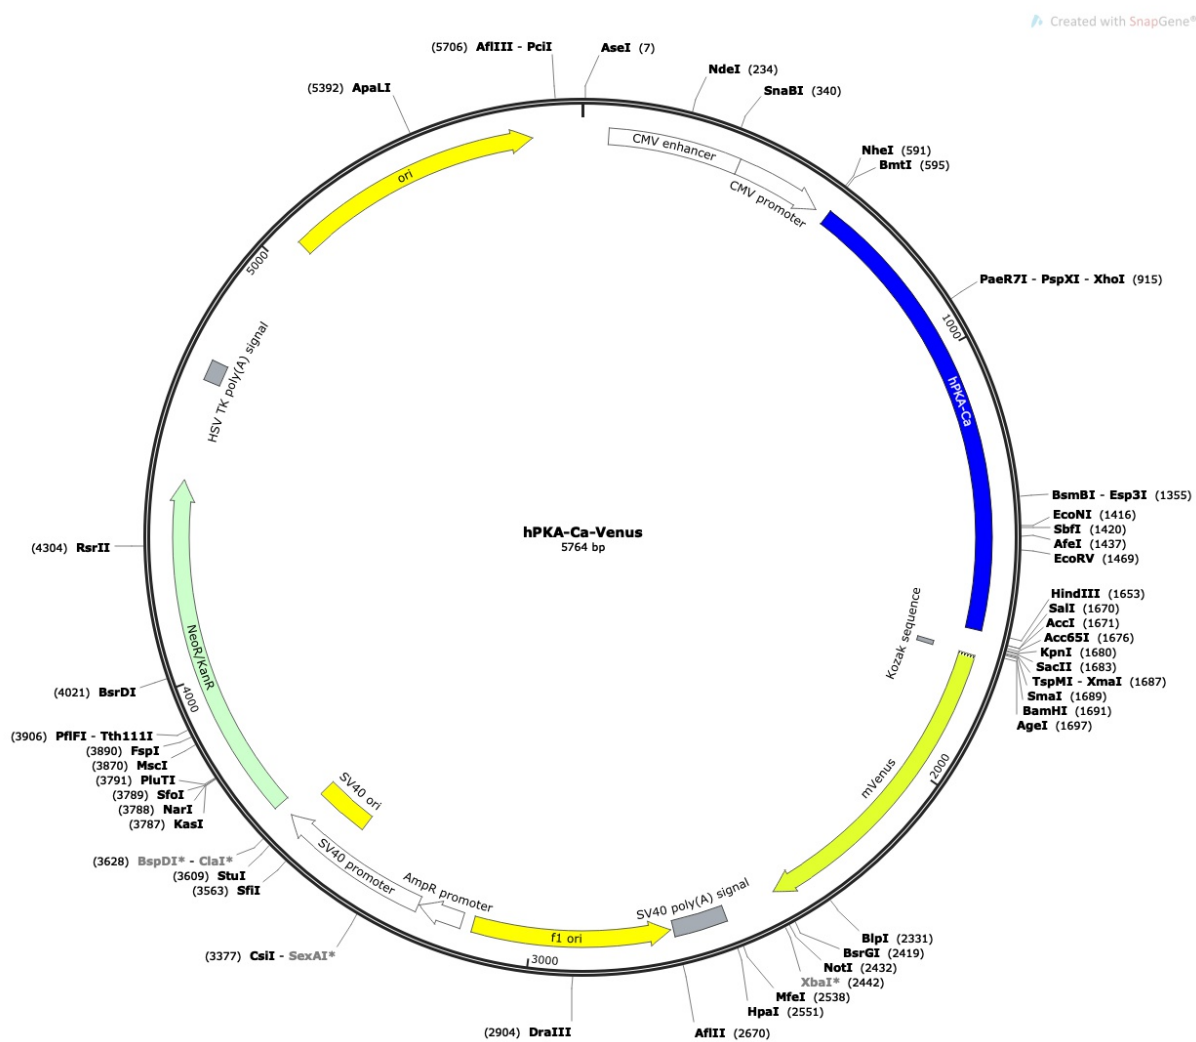 Created with SnapGene®
(5706) AflIII - PciI
AseI (7)
NdeI (234)
SnaBI (340)
(5392) ApaLI
NheI (591)
BmtI (595)
CMV enhancer
CMV promoter
ori
5000
PaeR7I - PspXI - XhoI (915)
1000
hPKA-Ca
HSV TK poly(A) signal
BsmBI - Esp3I (1355)
EcoNI (1416)
SbfI (1420)
AfeI (1437)
EcoRV (1469)
hPKA-Ca-Venus
5764 bp
(4304) RsrII
HindIII (1653)
SalI (1670)
AccI (1671)
Acc65I (1676)
KpnI (1680)
SacII (1683)
TspMI - XmaI (1687)
SmaI (1689)
BamHI (1691)
AgeI (1697)
Kozak sequence
NeoR/KanR
(4021) BsrDI
4000
(3906) PflFI - Tth111I
(3890) FspI
(3870) MscI
(3791) PluTI
(3789) SfoI
(3788) NarI
(3787) KasI
mVenus
2000
SV40 ori
(3628) BspDI* - ClaI*
(3609) StuI
(3563) SfiI
SV40 promoter
AmpR promoter
SV40 poly(A) signal
f1 ori
3000
(3377) CsiI - SexAI*
BlpI (2331)
BsrGI (2419)
NotI (2432)
XbaI* (2442)
MfeI (2538)
HpaI (2551)
(2904) DraIII
AflII (2670)